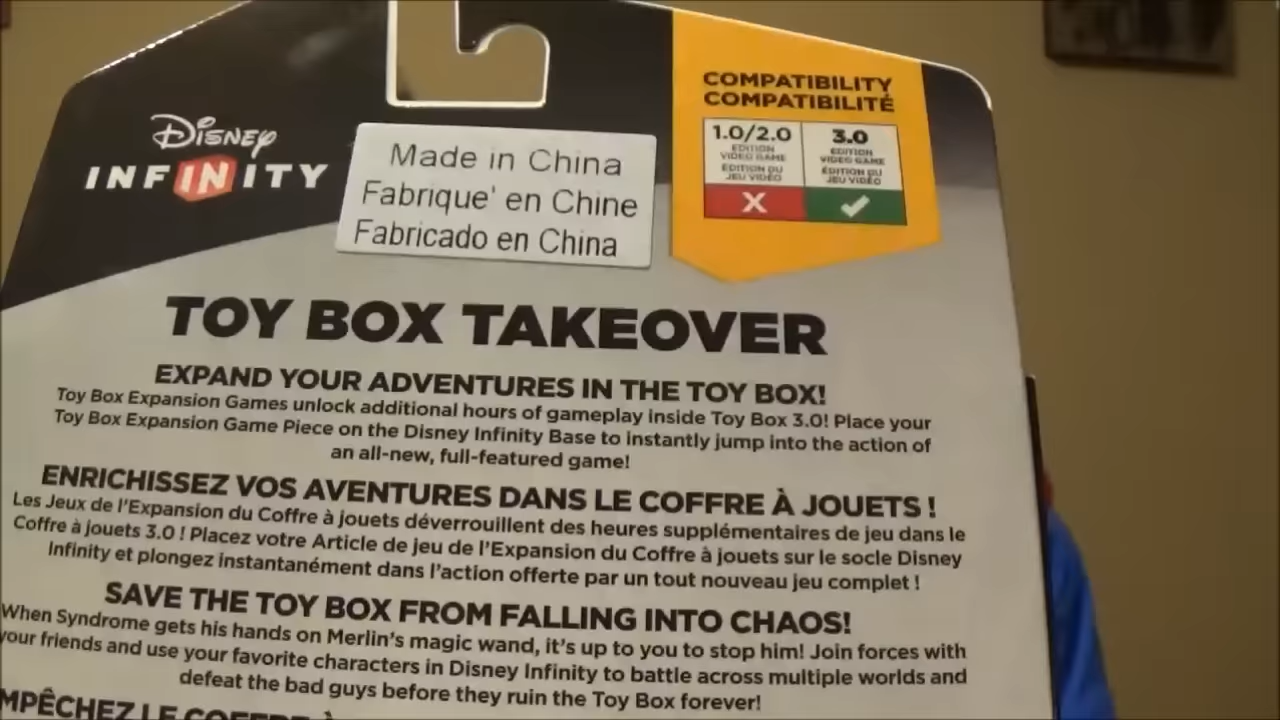 DISNEY
INFINITY
Made in China
Fabrique' en Chine
Fabricado en China
COMPATIBILITY
COMPATIBILITÉ
1.0/2.0
EDITION
VIDEO GAME
ÉDITION DU
JEU VIDÉO
X
3.0
EDITION
VIDEO GAME
ÉDITION DU
JEU VIDÉO
TOY BOX TAKEOVER
EXPAND YOUR ADVENTURES IN THE TOY BOX!
Toy Box Expansion Games unlock additional hours of gameplay inside Toy Box 3.0! Place your
Toy Box Expansion Game Piece on the Disney Infinity Base to instantly jump into the action of
an all-new, full-featured game!
ENRICHISSEZ VOS AVENTURES DANS LE COFFRE À JOUETS !
Les Jeux de l'Expansion du Coffre à jouets déverrouillent des heures supplémentaires de jeu dans le
Coffre à jouets 3.0 ! Placez votre Article de jeu de l'Expansion du Coffre à jouets sur le socle Disney
Infinity et plongez instantanément dans l'action offerte par un tout nouveau jeu complet !
SAVE THE TOY BOX FROM FALLING INTO CHAOS!
When Syndrome gets his hands on Merlin's magic wand, it's up to you to stop him! Join forces with
your friends and use your favorite characters in Disney Infinity to battle across multiple worlds and
defeat the bad guys before they ruin the Toy Box forever!
MPÊCHEZ LE COFFRE À